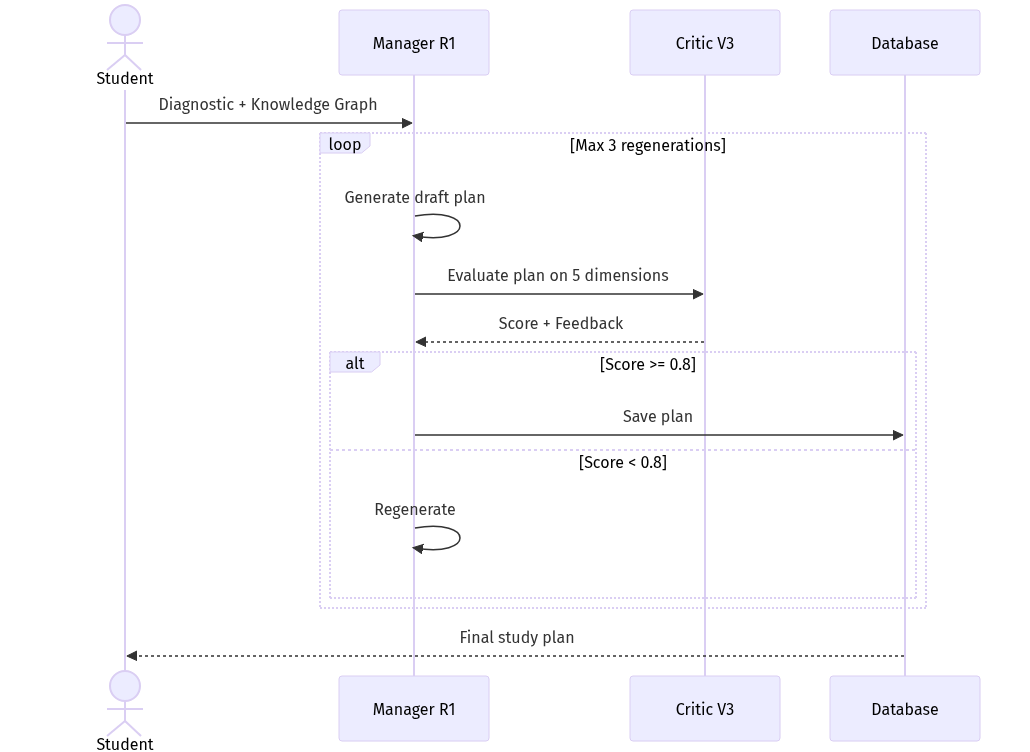 Student
Manager R1
Critic V3
Database
Diagnostic + Knowledge Graph
loop
[Max 3 regenerations]
Generate draft plan
Evaluate plan on 5 dimensions
Score + Feedback
alt
[Score >= 0.8]
Save plan
[Score < 0.8]
Regenerate
Final study plan
Student
Manager R1
Critic V3
Database